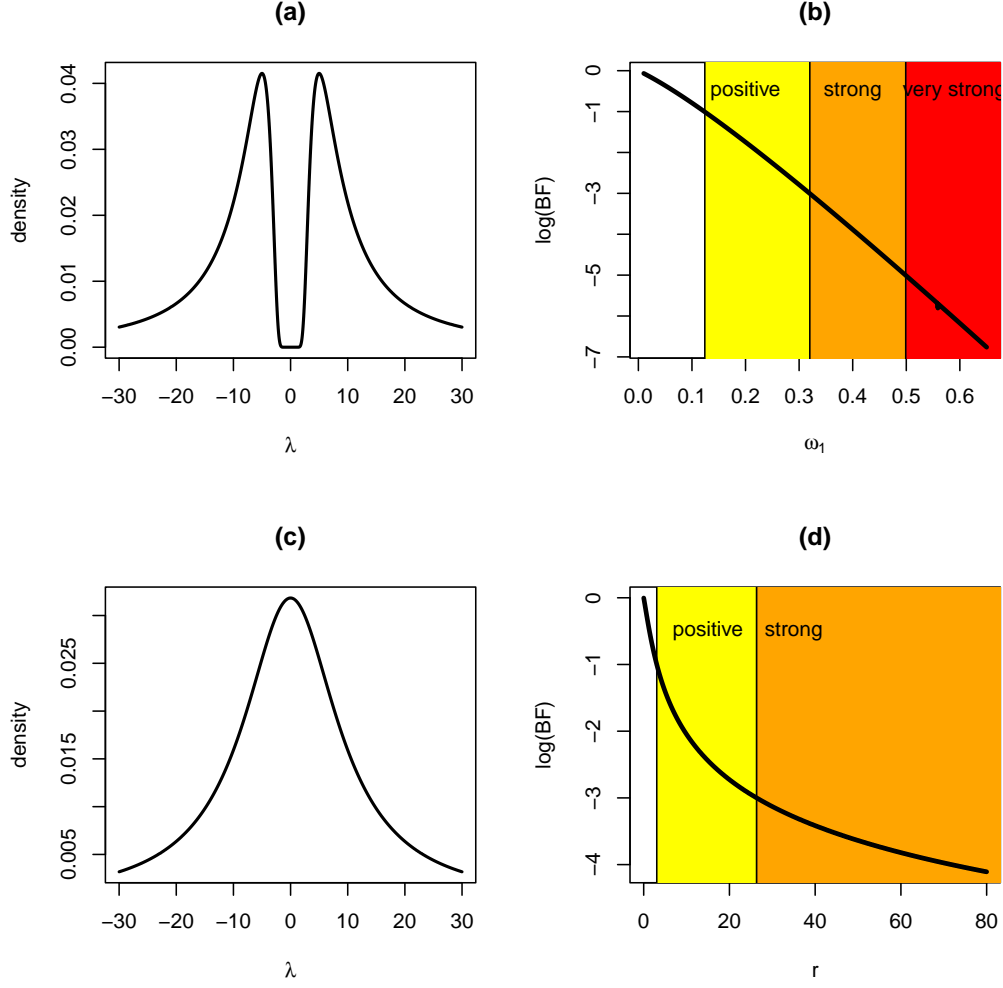 (a)
density
0.00 0.01 0.02 0.03 0.04
−30 −20 −10 0 10 20 30
λ
(b)
log(BF)
−7 −5 −3 −1 0
positive strong very strong
0.0 0.1 0.2 0.3 0.4 0.5 0.6
ω1
(c)
density
0.005 0.015 0.025
−30 −20 −10 0 10 20 30
λ
(d)
log(BF)
−4 −3 −2 −1 0
positive strong
0 20 40 60 80
r